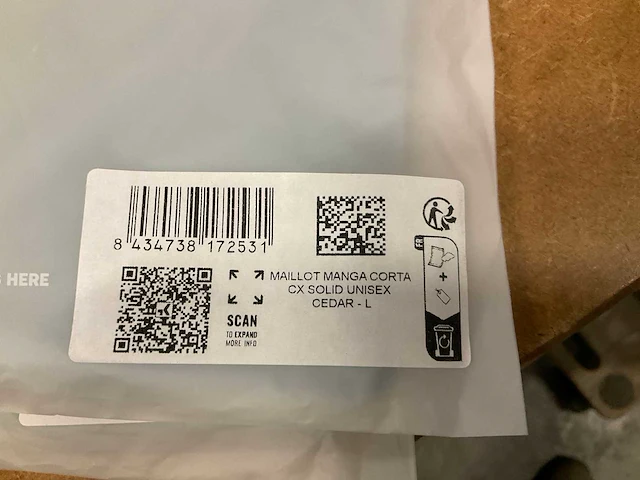 8 434738 172531
MAILLOT MANGA CORTA
CX SOLID UNISEX
CEDAR - L
SCAN
TO EXPAND
MORE INFO
HERE